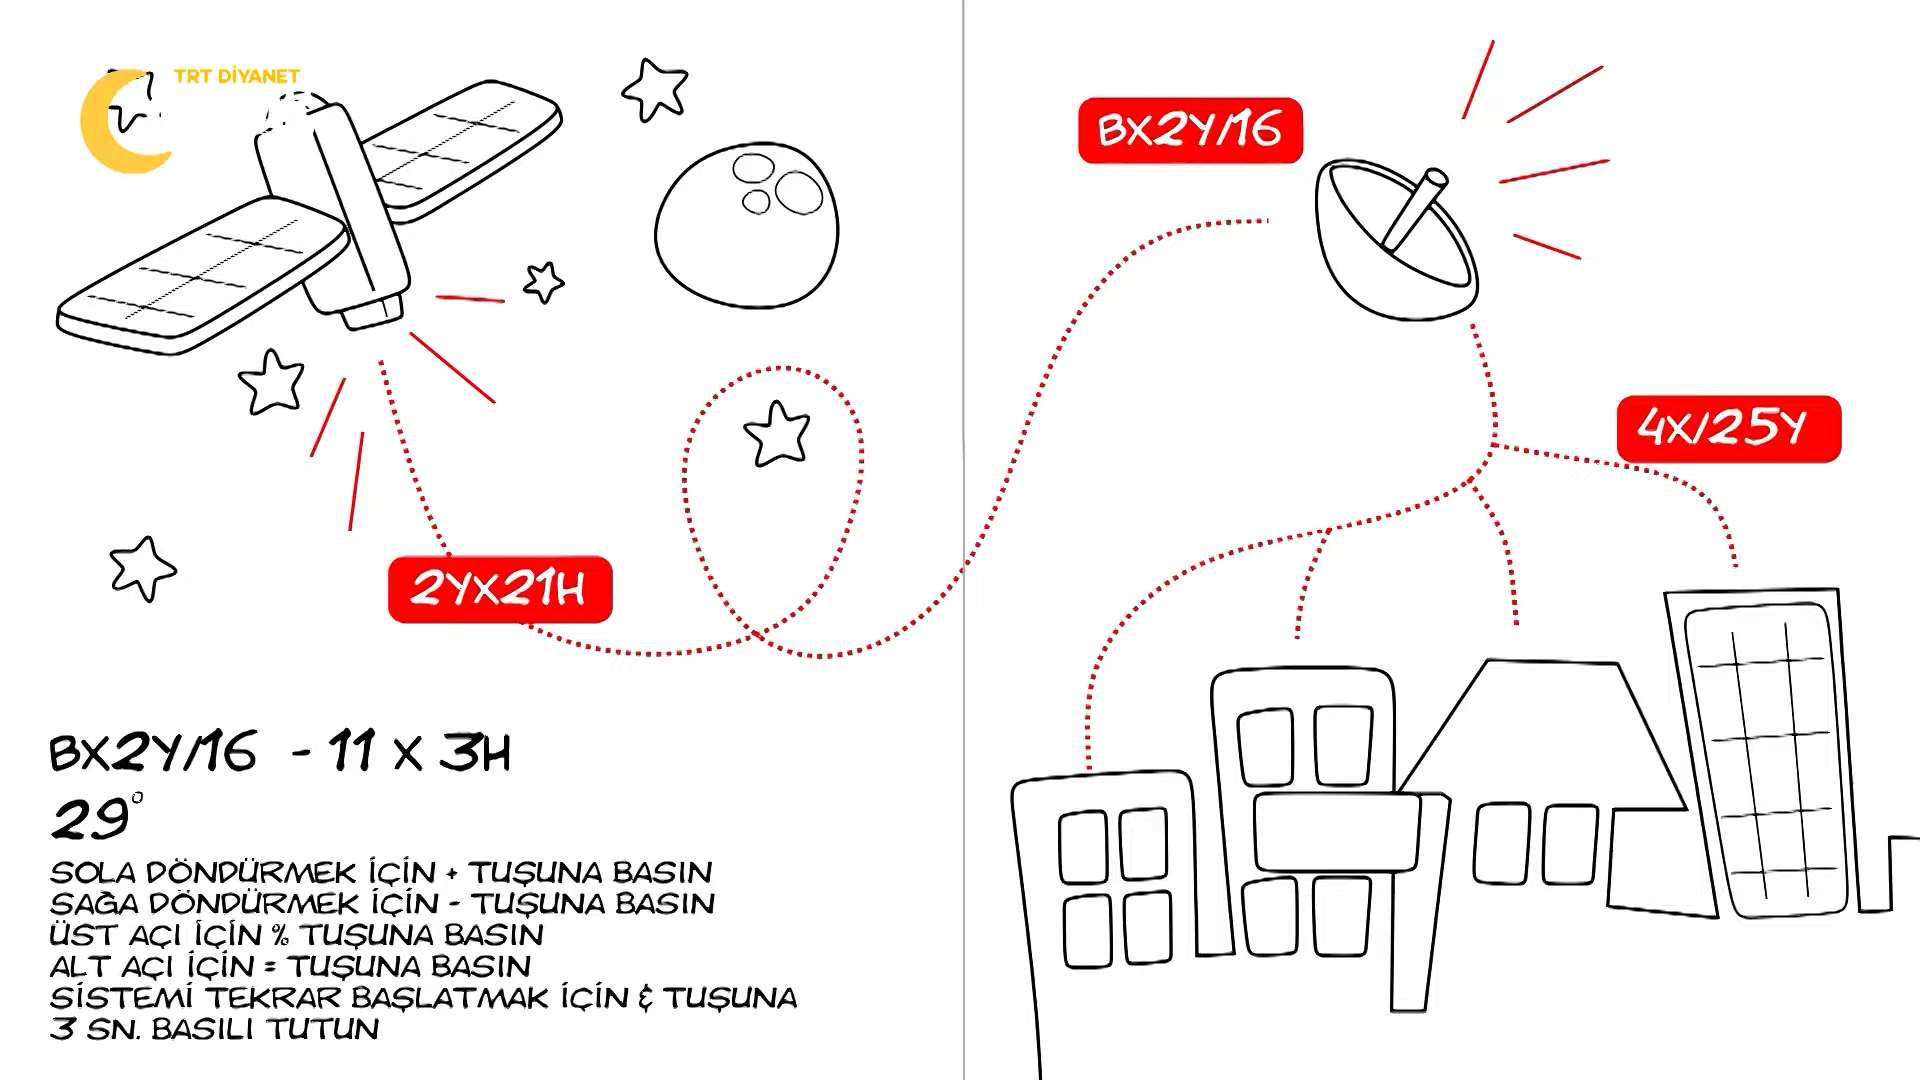 TRT DİYANET
BX2Y/16
4X/25Y
2YX21H
BX2Y/16 - 11 X 3H
29°
SOLA DÖNDÜRMEK İÇİN + TUŞUNA BASIN
SAĞA DÖNDÜRMEK İÇİN - TUŞUNA BASIN
ÜST AÇI İÇİN % TUŞUNA BASIN
ALT AÇI İÇİN = TUŞUNA BASIN
SİSTEMİ TEKRAR BAŞLATMAK İÇİN & TUŞUNA
3 SN. BASILI TUTUN